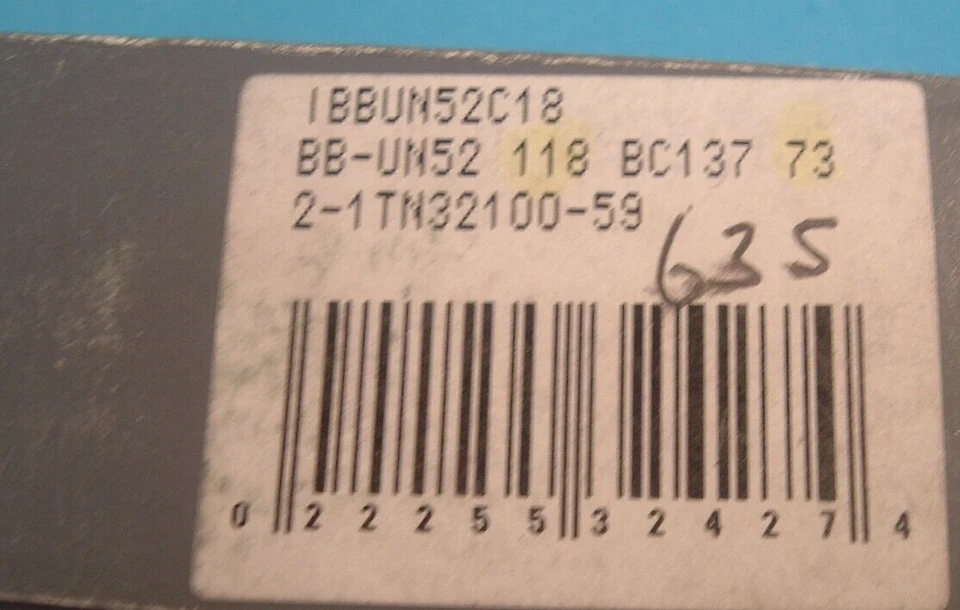 IBBUN52C18
BB-UN52 118 BC137 73
2-1TN32100-59
635
0 22255 32427 4